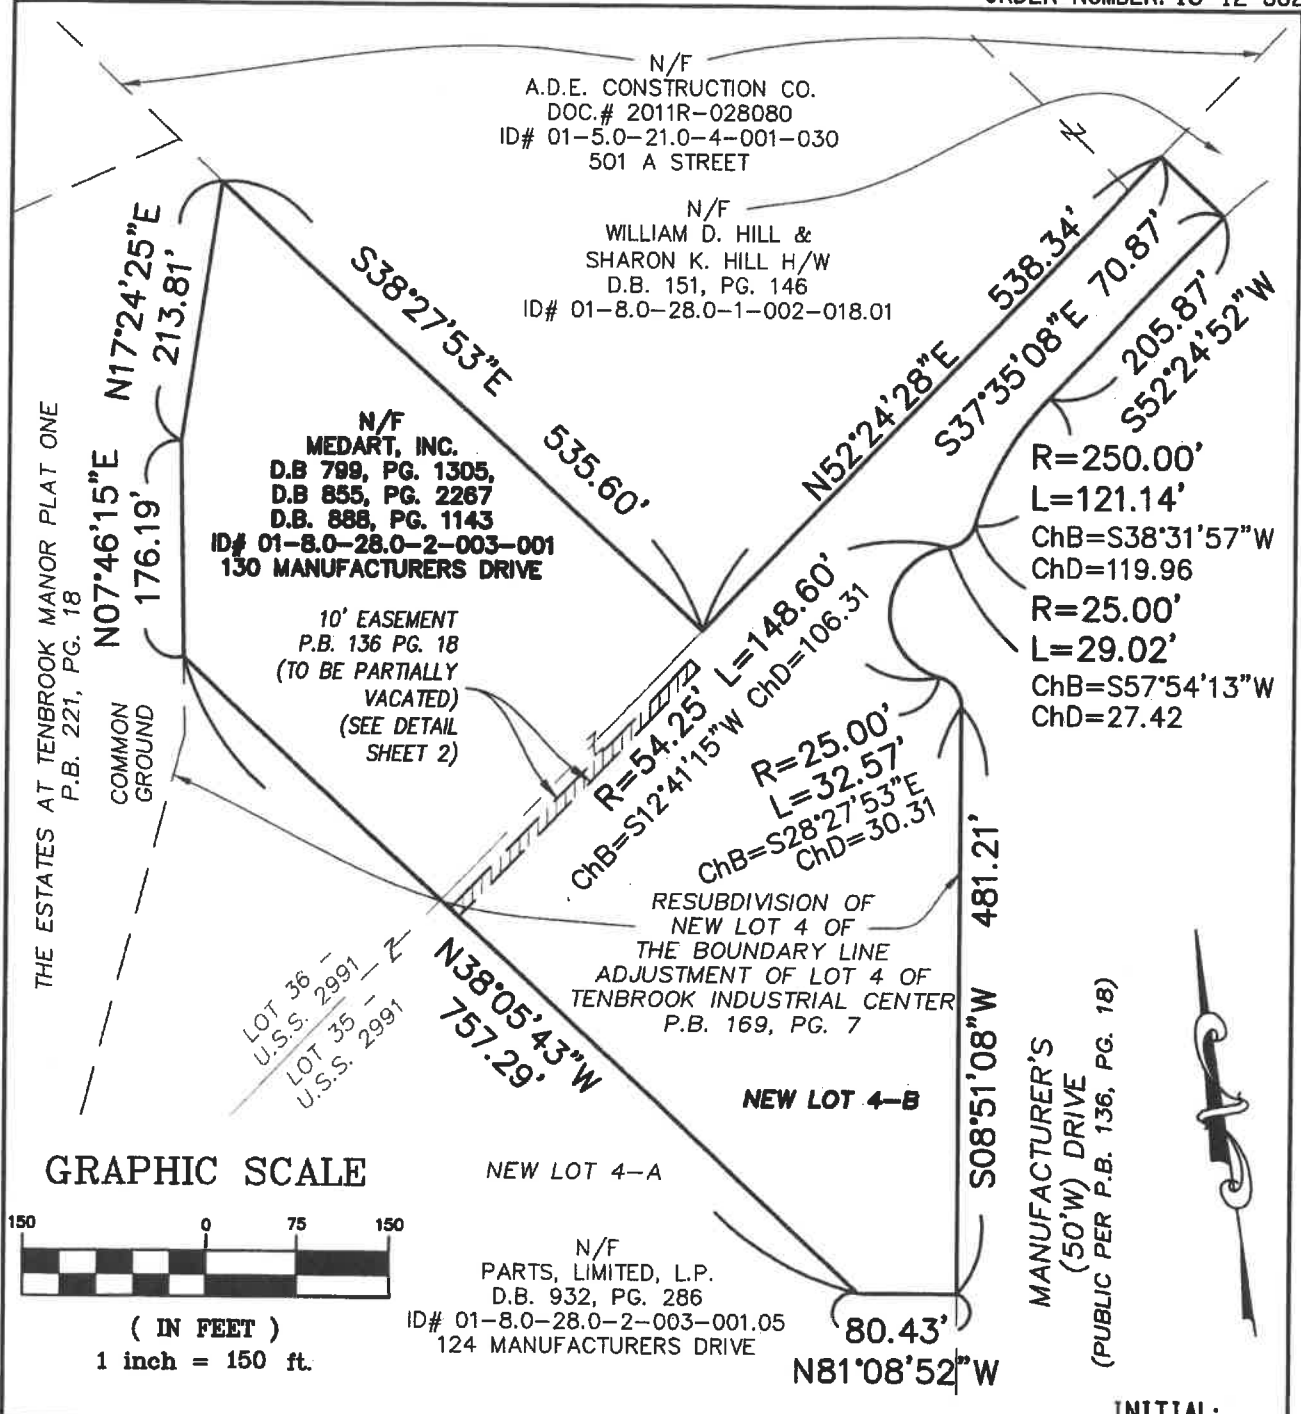 N/F
A.D.E. CONSTRUCTION CO.
DOC.# 2011R-028080
ID# 01-5.0-21.0-4-001-030
501 A STREET
N/F
WILLIAM D. HILL &
SHARON K. HILL H/W
D.B. 151, PG. 146
ID# 01-8.0-28.0-1-002-018.01
N17°24'25"E
213.81'
S38°27'53"E
535.60'
N52°24'28"E
538.34'
S37°35'08"E 70.87'
205.87'
S52°24'52"W
R=250.00'
L=121.14'
ChB=S38°31'57"W
ChD=119.96
R=25.00'
L=29.02'
ChB=S57°54'13"W
ChD=27.42
N/F
MEDART, INC.
D.B 799, PG. 1305,
D.B 855, PG. 2267
D.B. 888, PG. 1143
ID# 01-8.0-28.0-2-003-001
130 MANUFACTURERS DRIVE
THE ESTATES AT TENBROOK MANOR PLAT ONE
P.B. 221, PG. 18
N07°46'15"E
176.19'
COMMON
GROUND
10' EASEMENT
P.B. 136 PG. 18
(TO BE PARTIALLY
VACATED)
(SEE DETAIL
SHEET 2)
R=54.25' L=148.60'
ChB=S12°41'15"W ChD=106.31
R=25.00'
L=32.57'
ChB=S28°27'53"E
ChD=30.31
RESUBDIVISION OF
NEW LOT 4 OF
THE BOUNDARY LINE
ADJUSTMENT OF LOT 4 OF
TENBROOK INDUSTRIAL CENTER
P.B. 169, PG. 7
S08°51'08"W 481.21'
LOT 36
U.S.S. 2991
LOT 35
U.S.S. 2991
N38°05'43"W
757.29'
NEW LOT 4-B
MANUFACTURER'S
(50'W) DRIVE
(PUBLIC PER P.B. 136, PG. 18)
NEW LOT 4-A
GRAPHIC SCALE
150 0 75 150
( IN FEET )
1 inch = 150 ft.
N/F
PARTS, LIMITED, L.P.
D.B. 932, PG. 286
ID# 01-8.0-28.0-2-003-001.05
124 MANUFACTURERS DRIVE
80.43'
N81°08'52"W
INITIAL: